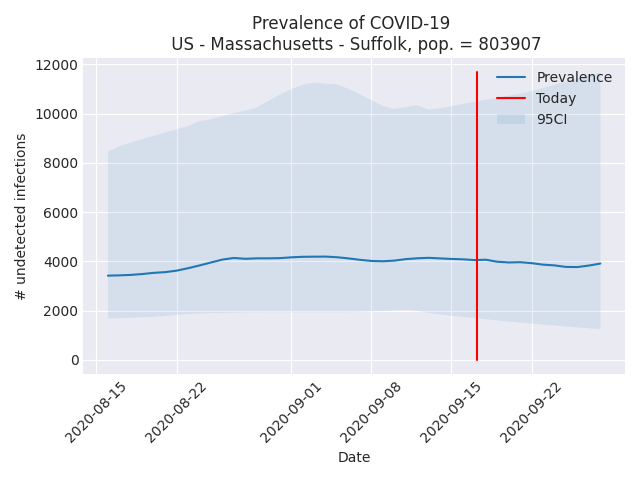 Prevalence of COVID-19
US - Massachusetts - Suffolk, pop. = 803907
12000
10000
8000
6000
4000
2000
0
# undetected infections
Prevalence
Today
95CI
2020-08-15
2020-08-22
2020-09-01
2020-09-08
2020-09-15
2020-09-22
Date